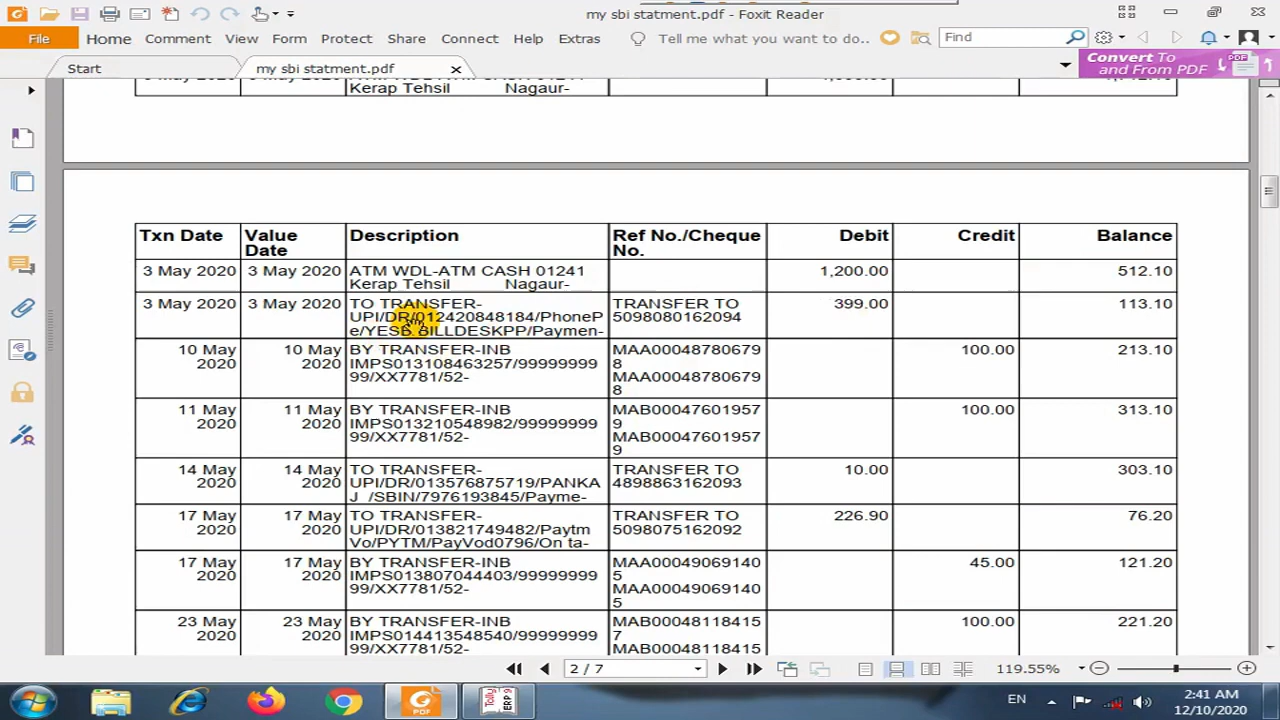 my sbi statment.pdf - Foxit Reader
File Home Comment View Form Protect Share Connect Help Extras Tell me what you want to do.. Find
Start my sbi statment.pdf Convert To
and From PDF
Kerap Tehsil Nagaur-
Txn Date Value Date Description Ref No./Cheque No. Debit Credit Balance
3 May 2020 3 May 2020 ATM WDL-ATM CASH 01241 1,200.00 512.10
Kerap Tehsil Nagaur-
3 May 2020 3 May 2020 TO TRANSFER- TRANSFER TO 399.00 113.10
UPI/DR/012420848184/PhoneP 5098080162094
e/YESB.BILLDESKPP/Paymen-
10 May 10 May BY TRANSFER-INB MAA00048780679 100.00 213.10
2020 2020 IMPS013108463257/99999999 8
99/XX7781/52- MAA00048780679
8
11 May 11 May BY TRANSFER-INB MAB00047601957 100.00 313.10
2020 2020 IMPS013210548982/99999999 9
99/XX7781/52- MAB00047601957
9
14 May 14 May TO TRANSFER- TRANSFER TO 10.00 303.10
2020 2020 UPI/DR/013576875719/PANKA 4898863162093
J /SBIN/7976193845/Payme-
17 May 17 May TO TRANSFER- TRANSFER TO 226.90 76.20
2020 2020 UPI/DR/013821749482/Paytm 5098075162092
Vo/PYTM/PayVod0796/On ta-
17 May 17 May BY TRANSFER-INB MAA00049069140 45.00 121.20
2020 2020 IMPS013807044403/99999999 5
99/XX7781/52- MAA00049069140
5
23 May 23 May BY TRANSFER-INB MAB00048118415 100.00 221.20
2020 2020 IMPS014413548540/99999999 7
99/XX7781/52- MAB00048118415
2 / 7 119.55%
EN 2:41 AM
12/10/2020